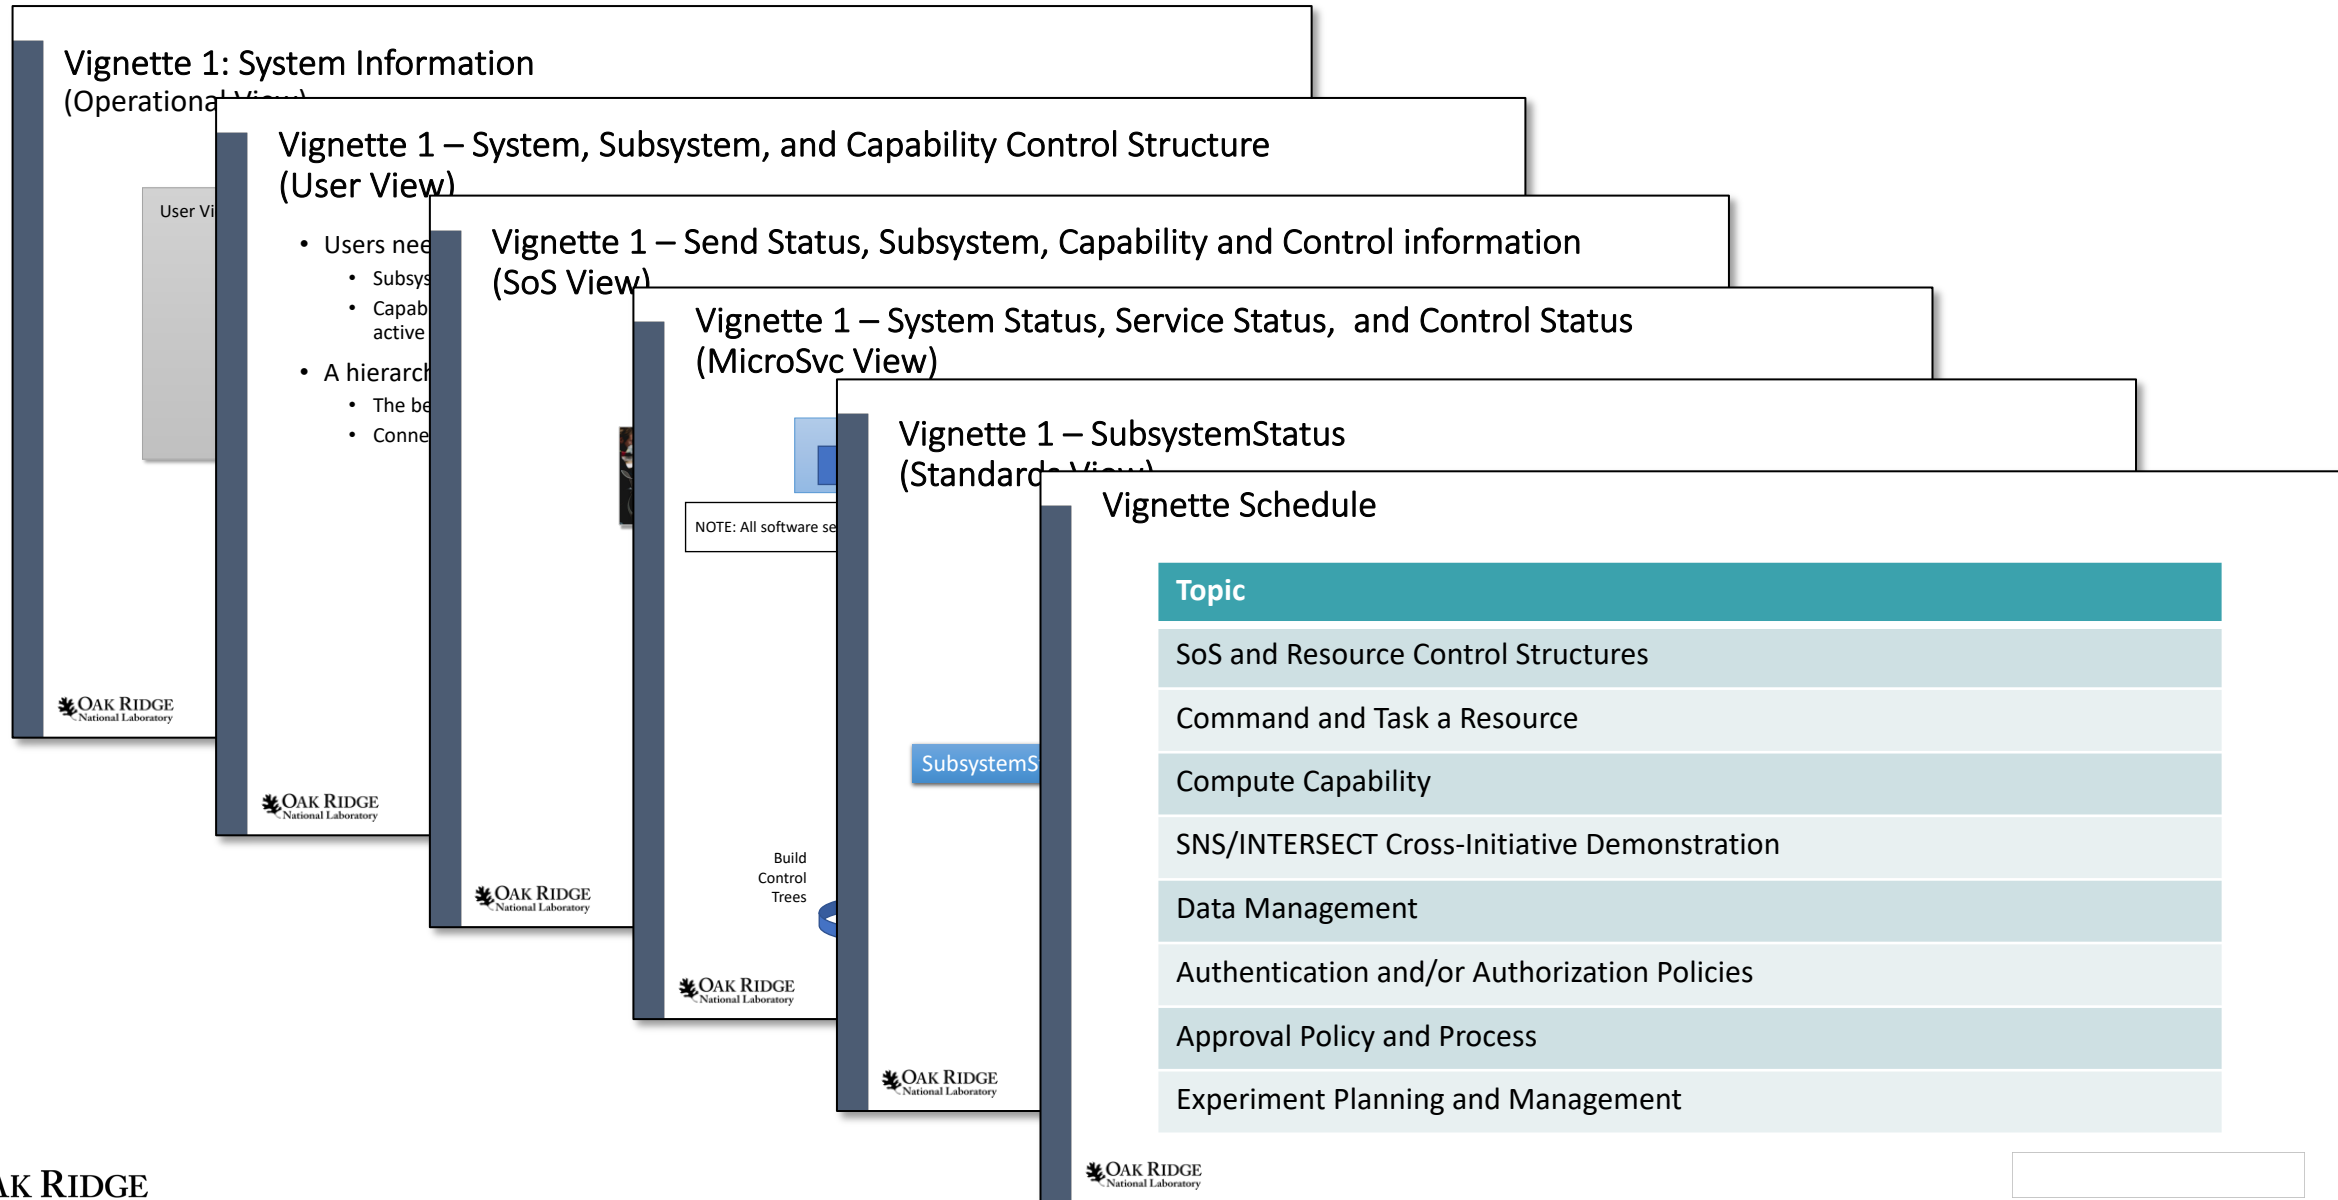 Vignette 1: System Information
(Operational View)
User Vi
OAK RIDGE
National Laboratory
Vignette 1 – System, Subsystem, and Capability Control Structure
(User View)
• Users nee
• Subsys
• Capab
active
• A hierarch
• The be
• Conne
OAK RIDGE
National Laboratory
Vignette 1 – Send Status, Subsystem, Capability and Control information
(SoS View)
OAK RIDGE
National Laboratory
Vignette 1 – System Status, Service Status, and Control Status
(MicroSvc View)
NOTE: All software se
Build
Control
Trees
OAK RIDGE
National Laboratory
Vignette 1 – SubsystemStatus
(Standards View)
SubsystemS
OAK RIDGE
National Laboratory
Vignette Schedule
Topic
SoS and Resource Control Structures
Command and Task a Resource
Compute Capability
SNS/INTERSECT Cross-Initiative Demonstration
Data Management
Authentication and/or Authorization Policies
Approval Policy and Process
Experiment Planning and Management
OAK RIDGE
National Laboratory
AK RIDGE